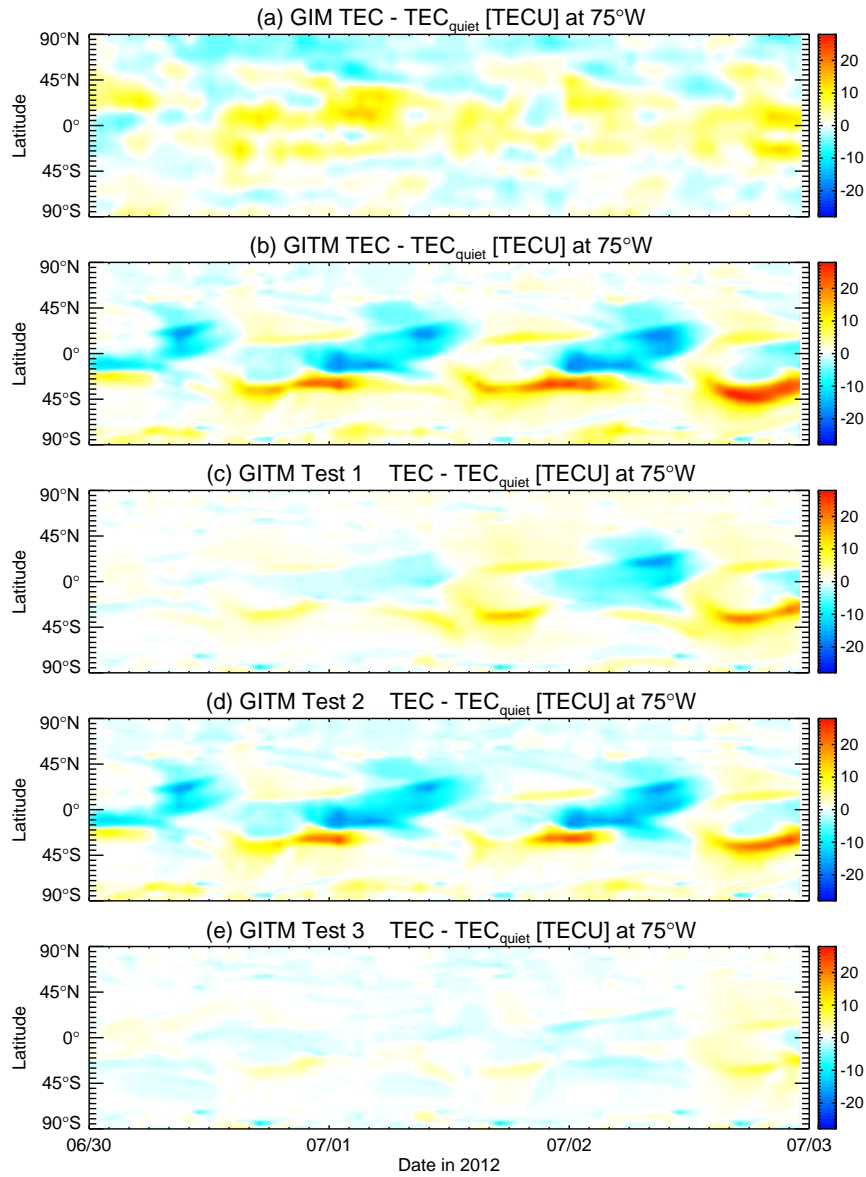 (a) GIM TEC - TECquiet [TECU] at 75°W
90°N
45°N
0°
45°S
90°S
Latitude
20
10
0
-10
-20
(b) GITM TEC - TECquiet [TECU] at 75°W
90°N
45°N
0°
45°S
90°S
Latitude
20
10
0
-10
-20
(c) GITM Test 1 TEC - TECquiet [TECU] at 75°W
90°N
45°N
0°
45°S
90°S
Latitude
20
10
0
-10
-20
(d) GITM Test 2 TEC - TECquiet [TECU] at 75°W
90°N
45°N
0°
45°S
90°S
Latitude
20
10
0
-10
-20
(e) GITM Test 3 TEC - TECquiet [TECU] at 75°W
90°N
45°N
0°
45°S
90°S
Latitude
20
10
0
-10
-20
06/30 07/01 07/02 07/03
Date in 2012